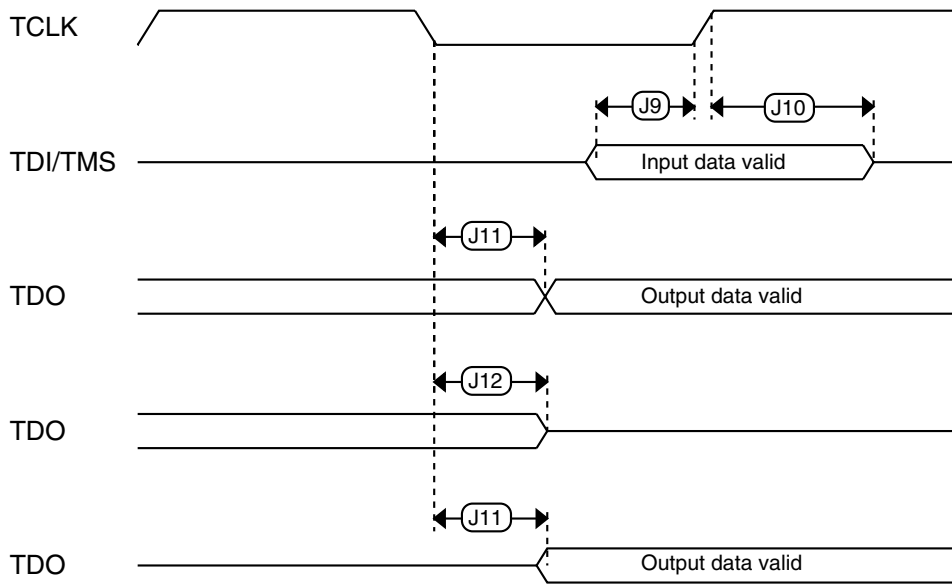 TCLK
J9
J10
TDI/TMS
Input data valid
J11
TDO
Output data valid
J12
TDO
J11
TDO
Output data valid